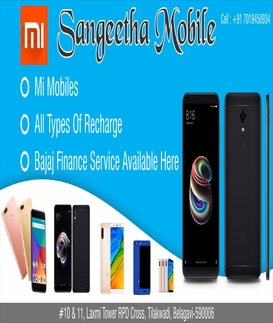 mi
Sangeetha Mobile
Call : +91 7019450934
Mi Mobiles
All Types Of Recharge
Bajaj Finance Service Available Here
#10 & 11, Laxmi Tower RPD Cross, Tilakwadi, Belagavi-590006